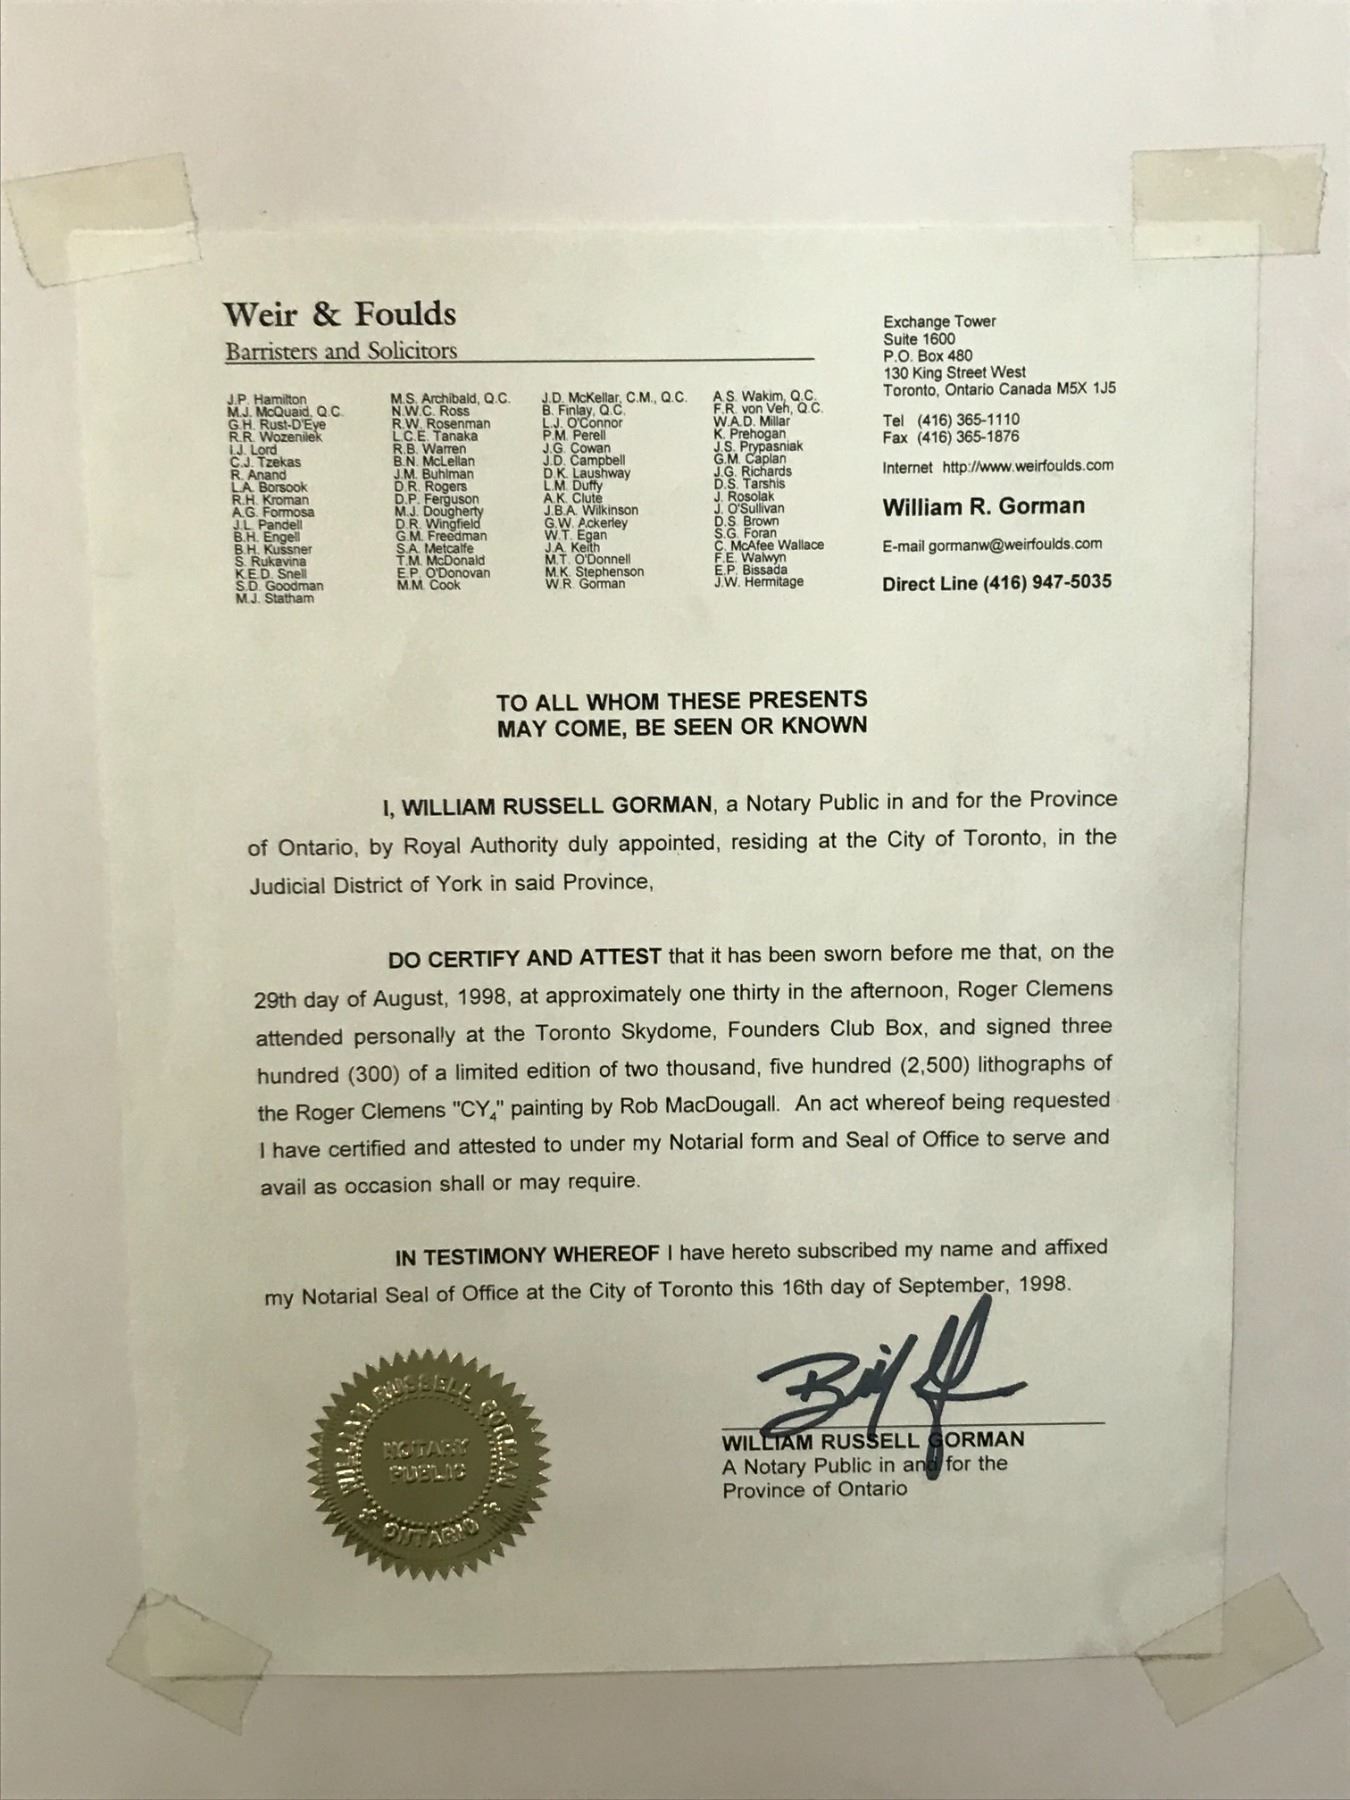 Weir & Foulds
Barristers and Solicitors
J.P. Hamilton
M.J. McQuaid, Q.C.
G.H. Rust-D'Eye
R.R. Wozenilek
I.J. Lord
C.J. Tzekas
R. Anand
L.A. Borsook
R.H. Kroman
A.G. Formosa
J.L. Pandell
B.H. Engell
B.H. Kussner
S. Rukavina
K.E.D. Snell
S.D. Goodman
M.J. Statham
M.S. Archibald, Q.C.
N.W.C. Ross
R.W. Rosenman
L.C.E. Tanaka
R.B. Warren
B.N. McLellan
J.M. Buhlman
D.R. Rogers
D.P. Ferguson
M.J. Dougherty
D.R. Wingfield
G.M. Freedman
S.A. Metcalfe
T.M. McDonald
E.P. O'Donovan
M.M. Cook
J.D. McKellar, C.M., Q.C.
B. Finlay, Q.C.
L.J. O'Connor
P.M. Perell
J.G. Cowan
J.D. Campbell
D.K. Laushway
L.M. Duffy
A.K. Clute
J.B.A. Wilkinson
G.W. Ackerley
W.T. Egan
J.A. Keith
M.T. O'Donnell
M.K. Stephenson
W.R. Gorman
A.S. Wakim, Q.C.
F.R. von Veh, Q.C.
W.A.D. Millar
K. Prehogan
J.S. Prypasniak
G.M. Caplan
J.G. Richards
D.S. Tarshis
J. Rosolak
J. O'Sullivan
D.S. Brown
S.G. Foran
C. McAfee Wallace
F.E. Walwyn
E.P. Bissada
J.W. Hermitage
Exchange Tower
Suite 1600
P.O. Box 480
130 King Street West
Toronto, Ontario Canada M5X 1J5
Tel (416) 365-1110
Fax (416) 365-1876
Internet http://www.weirfoulds.com
William R. Gorman
E-mail gormanw@weirfoulds.com
Direct Line (416) 947-5035
TO ALL WHOM THESE PRESENTS
MAY COME, BE SEEN OR KNOWN
I, WILLIAM RUSSELL GORMAN, a Notary Public in and for the Province
of Ontario, by Royal Authority duly appointed, residing at the City of Toronto, in the
Judicial District of York in said Province,
DO CERTIFY AND ATTEST that it has been sworn before me that, on the
29th day of August, 1998, at approximately one thirty in the afternoon, Roger Clemens
attended personally at the Toronto Skydome, Founders Club Box, and signed three
hundred (300) of a limited edition of two thousand, five hundred (2,500) lithographs of
the Roger Clemens "CY₄" painting by Rob MacDougall. An act whereof being requested
I have certified and attested to under my Notarial form and Seal of Office to serve and
avail as occasion shall or may require.
IN TESTIMONY WHEREOF I have hereto subscribed my name and affixed
my Notarial Seal of Office at the City of Toronto this 16th day of September, 1998.
WILLIAM RUSSELL GORMAN
A Notary Public in and for the
Province of Ontario
WILLIAM RUSSELL GORMAN
NOTARY
PUBLIC
ONTARIO